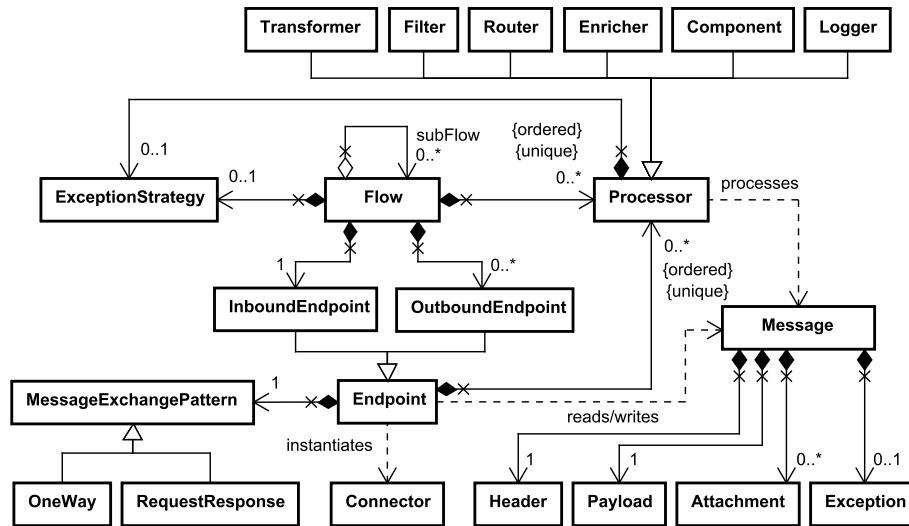 Transformer
Filter
Router
Enricher
Component
Logger
subFlow
{ordered}
{unique}
0..1
0..1
0..*
0..*
processes
ExceptionStrategy
Flow
Processor
1
0..*
0..*
{ordered}
{unique}
InboundEndpoint
OutboundEndpoint
Message
1
MessageExchangePattern
Endpoint
reads/writes
instantiates
1
1
0..*
0..1
OneWay
RequestResponse
Connector
Header
Payload
Attachment
Exception